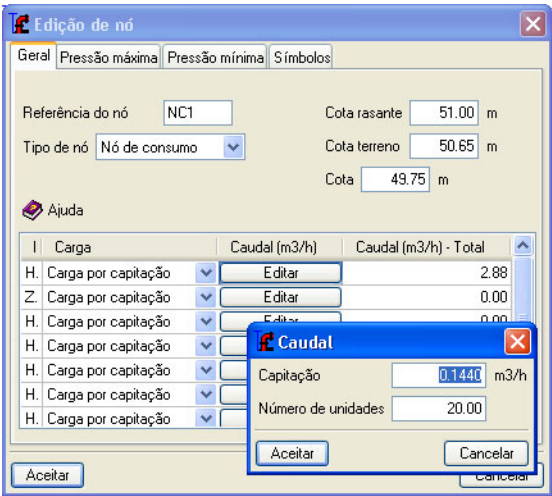 Edição de nó
Geral Pressão máxima Pressão mínima Símbolos
Referência do nó NC1 Cota rasante 51.00 m
Tipo de nó Nó de consumo Cota terreno 50.65 m
Cota 49.75 m
Ajuda
I Carga Caudal (m3/h) Caudal (m3/h) - Total
H. Carga por capitação Editar 2.88
Z. Carga por capitação Editar 0.00
H. Carga por capitação Editar 0.00
H. Carga por capitação
H. Carga por capitação
H. Carga por capitação
H. Carga por capitação
Caudal
Capitação 0.1440 m3/h
Número de unidades 20.00
Aceitar Cancelar
Aceitar Cancelar